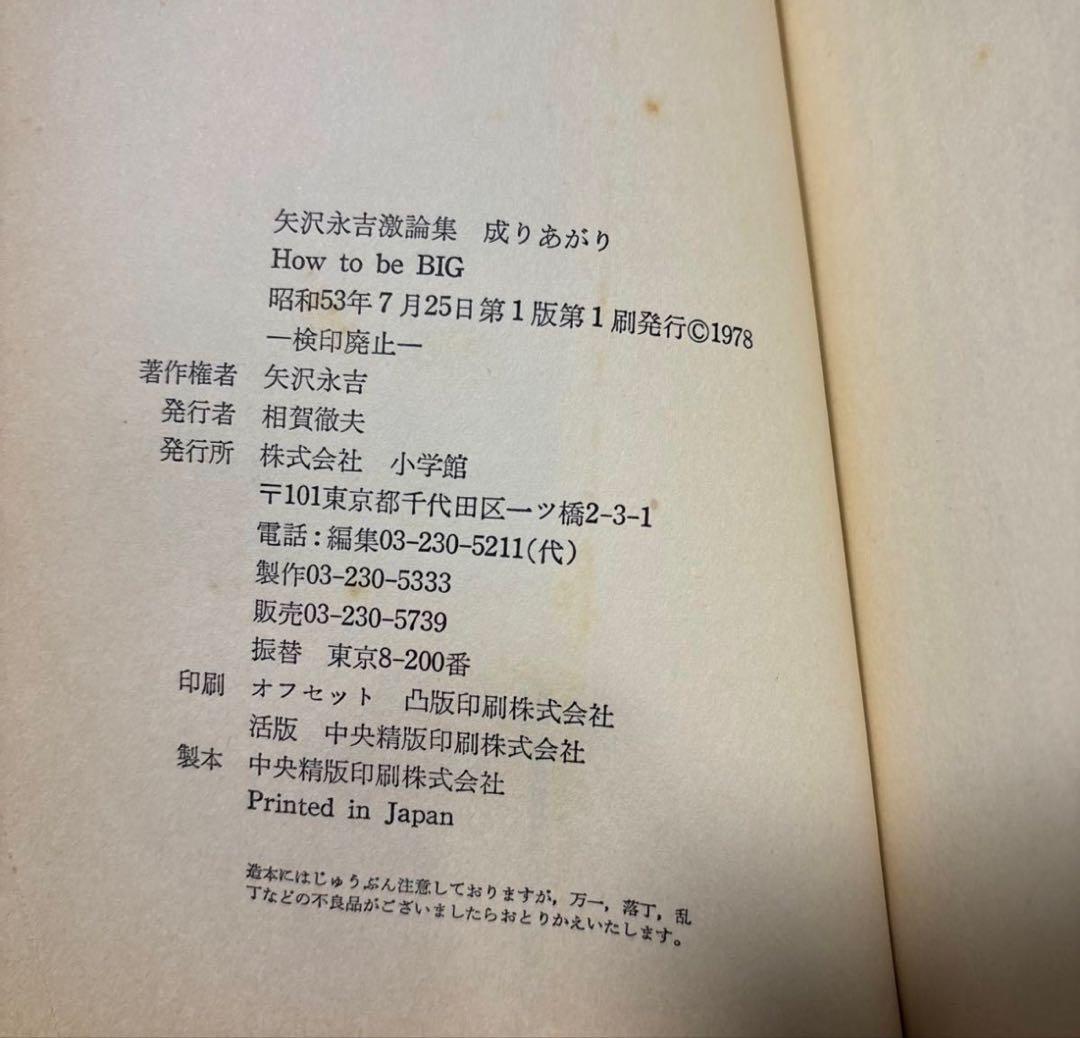 矢沢永吉激論集　成りあがり
How to be BIG
昭和53年7月25日第1版第1刷発行©1978
—検印廃止—
著作権者　矢沢永吉
発行者　相賀徹夫
発行所　株式会社　小学館
〒101東京都千代田区一ツ橋2-3-1
電話：編集03-230-5211(代)
製作03-230-5333
販売03-230-5739
振替　東京8-200番
印刷　オフセット　凸版印刷株式会社
活版　中央精版印刷株式会社
製本　中央精版印刷株式会社
Printed in Japan
造本にはじゅうぶん注意しておりますが，万一，落丁，乱
丁などの不良品がございましたらおとりかえいたします。